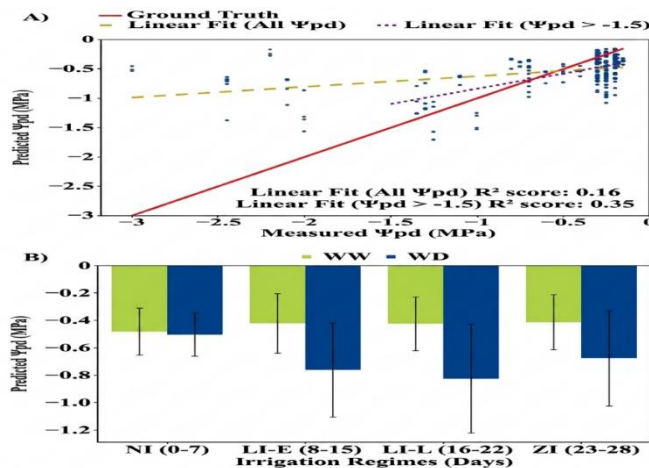 A)
Ground Truth
Linear Fit (All Ψpd)
Linear Fit (Ψpd > -1.5)
Predicted Ψpd (MPa)
0
−0.5
−1
−1.5
−2
−2.5
−3
Linear Fit (All Ψpd) R² score: 0.16
Linear Fit (Ψpd > -1.5) R² score: 0.35
−3 −2.5 −2 −1.5 −1 −0.5 0
Measured Ψpd (MPa)
B)
WW WD
Predicted Ψpd (MPa)
0
−0.2
−0.4
−0.6
−0.8
−1.0
−1.2
NI (0-7) LI-E (8-15) LI-L (16-22) ZI (23-28)
Irrigation Regimes (Days)